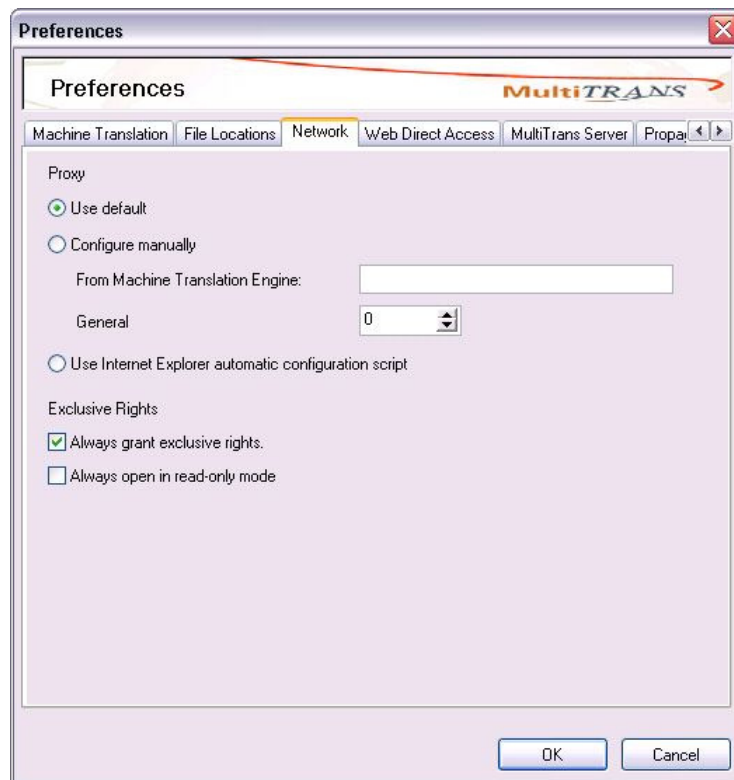 Preferences
Preferences
MultiTRANS
Machine Translation File Locations Network Web Direct Access MultiTrans Server
Proxy
Use default
Configure manually
From Machine Translation Engine:
General 0
Use Internet Explorer automatic configuration script
Exclusive Rights
Always grant exclusive rights.
Always open in read-only mode
OK Cancel